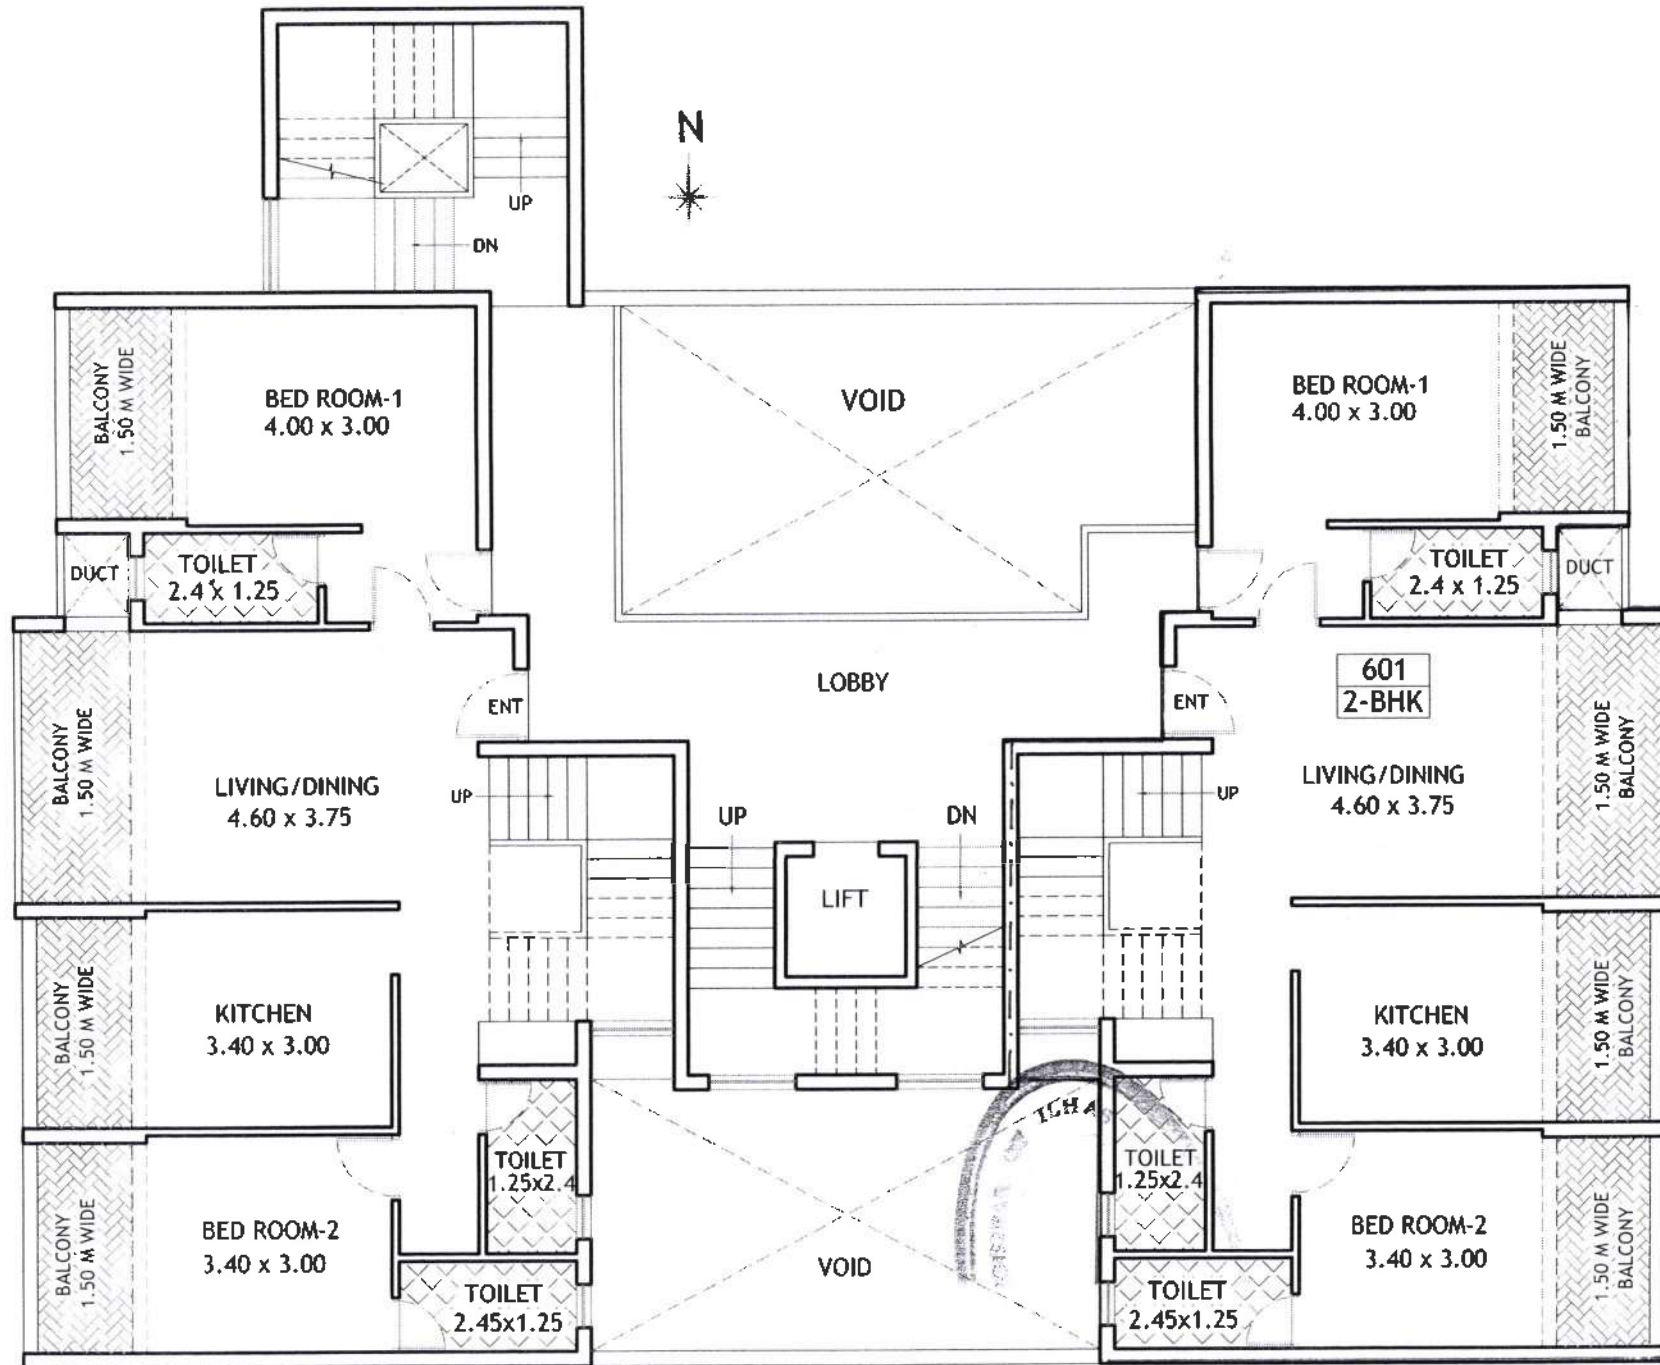 N
UP
DN
BALCONY
1.50 M WIDE
BED ROOM-1
4.00 x 3.00
VOID
BED ROOM-1
4.00 x 3.00
1.50 M WIDE
BALCONY
DUCT
TOILET
2.4 x 1.25
TOILET
2.4 x 1.25
DUCT
LOBBY
601
2-BHK
ENT
ENT
BALCONY
1.50 M WIDE
LIVING/DINING
4.60 x 3.75
UP
UP
DN
UP
LIVING/DINING
4.60 x 3.75
1.50 M WIDE
BALCONY
LIFT
BALCONY
1.50 M WIDE
KITCHEN
3.40 x 3.00
KITCHEN
3.40 x 3.00
1.50 M WIDE
BALCONY
TOILET
1.25x2.4
TOILET
1.25x2.4
BALCONY
1.50 M WIDE
BED ROOM-2
3.40 x 3.00
VOID
BED ROOM-2
3.40 x 3.00
1.50 M WIDE
BALCONY
TOILET
2.45x1.25
TOILET
2.45x1.25